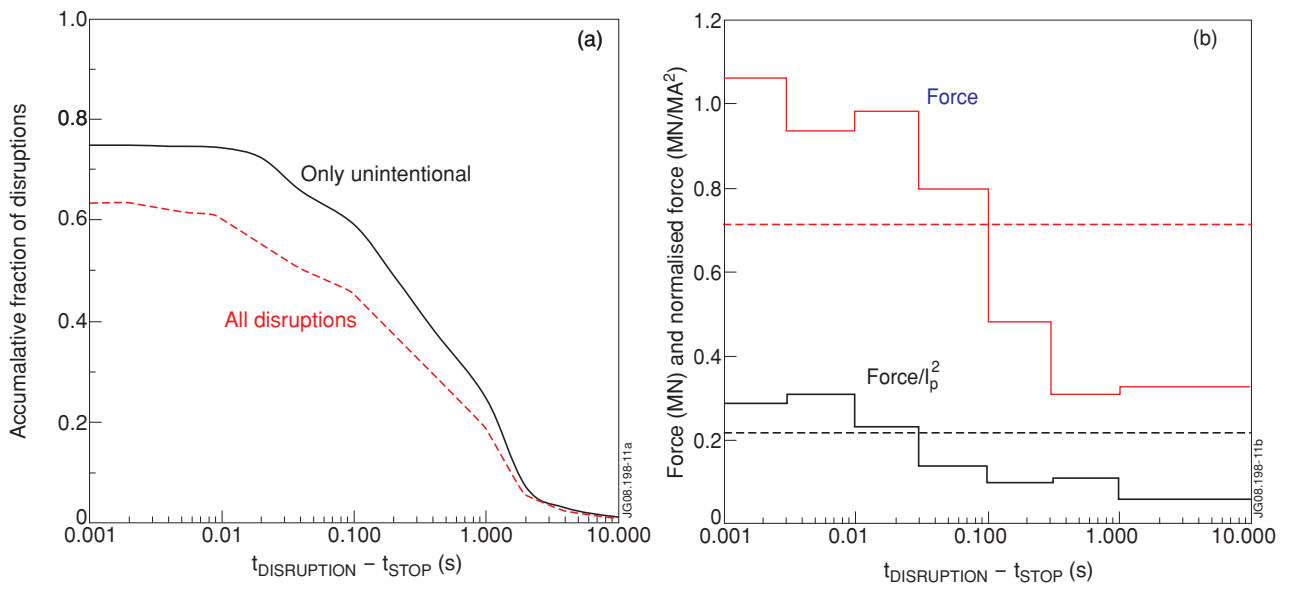 (a)
Accumalative fraction of disruptions
1.0
0.8
0.6
0.4
0.2
0
Only unintentional
All disruptions
JG08.198-11a
0.001
0.01
0.100
1.000
10.000
tDISRUPTION – tSTOP (s)
(b)
Force (MN) and normalised force (MN/MA²)
1.2
1.0
0.8
0.6
0.4
0.2
0
Force
Force/Ip²
JG08.198-11b
0.001
0.01
0.100
1.000
10.000
tDISRUPTION – tSTOP (s)